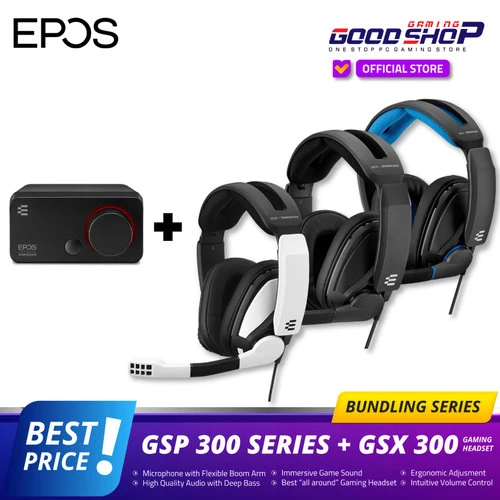 EPOS
GAMING
GOODSHOP
ONE STOP PC GAMING STORE
OFFICIAL STORE
EPOS
BUNDLING SERIES
BEST
PRICE!
GSP 300 SERIES + GSX 300 GAMING HEADSET
• Microphone with Flexible Boom Arm
• High Quality Audio with Deep Bass
• Immersive Game Sound
• Best "all around" Gaming Headset
• Ergonomic Adjusment
• Intuitive Volume Control